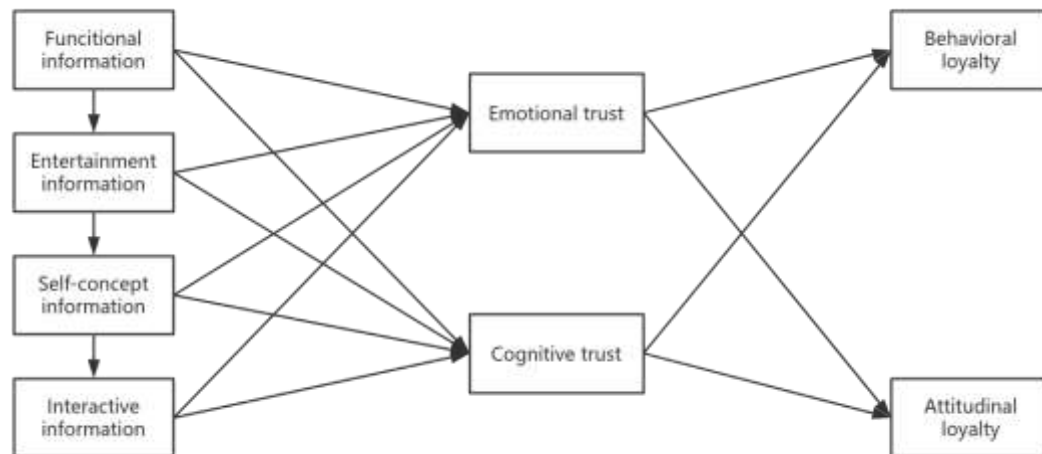 Funcitional
information
Entertainment
information
Self-concept
information
Interactive
information
Emotional trust
Cognitive trust
Behavioral
loyalty
Attitudinal
loyalty